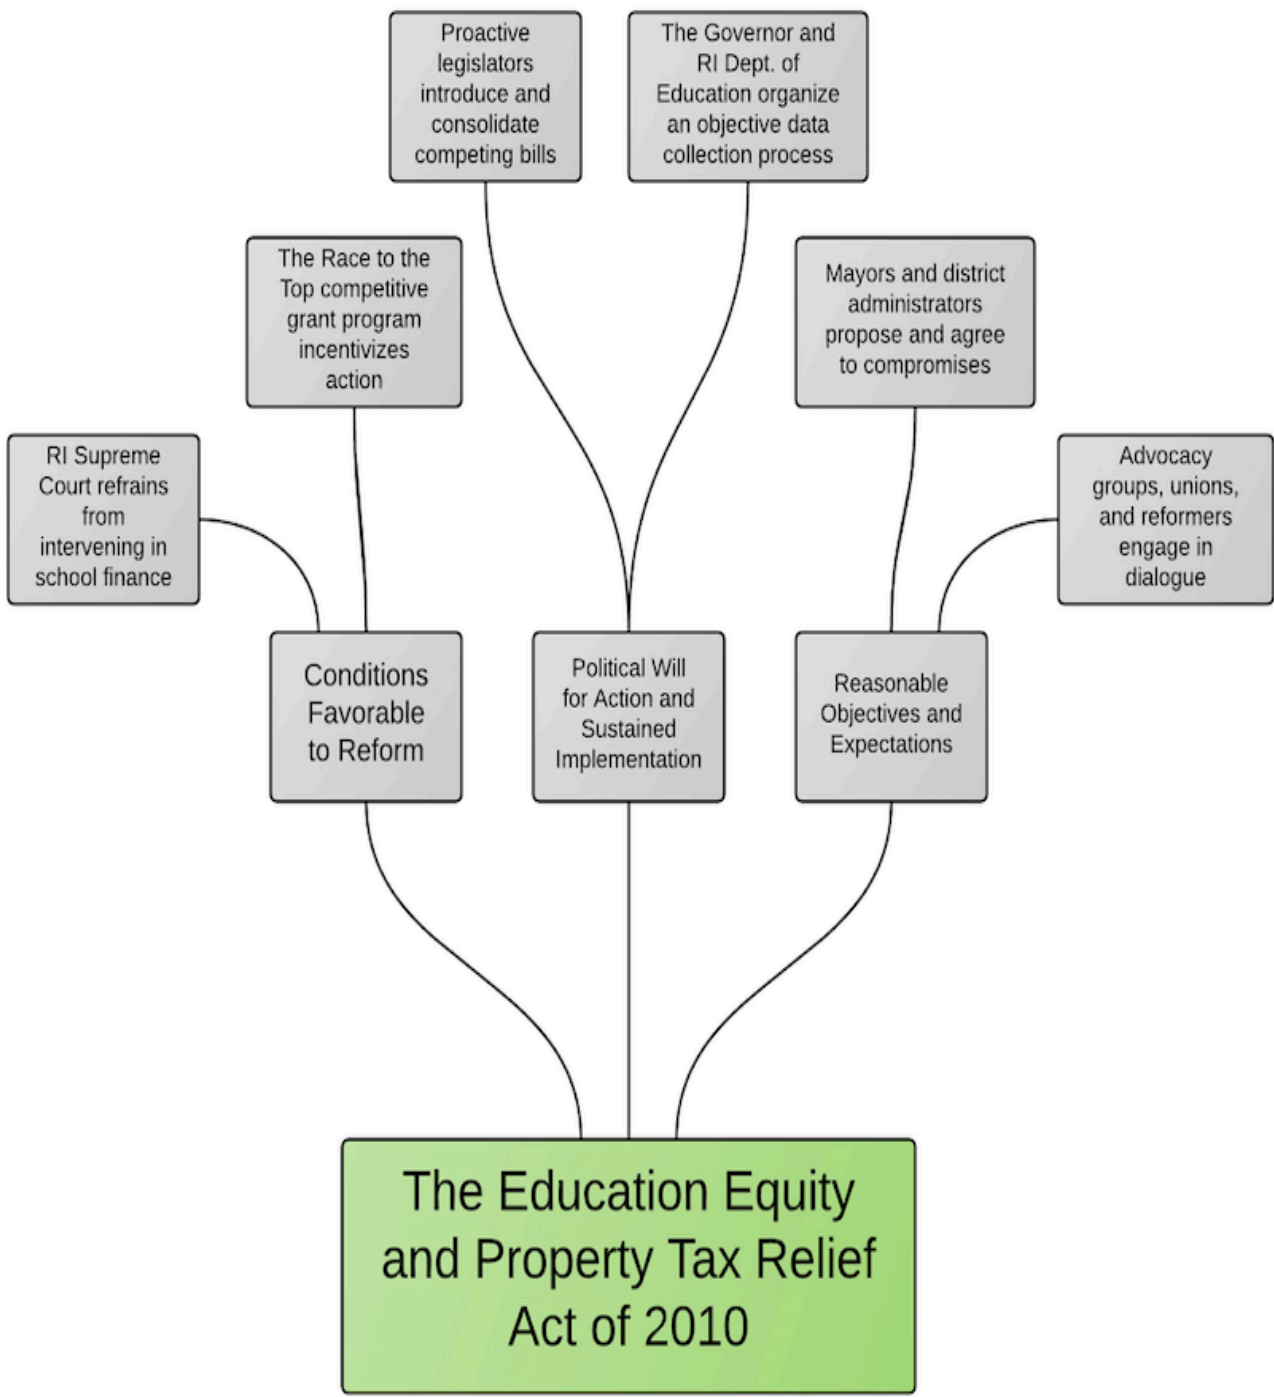 Proactive
legislators
introduce and
consolidate
competing bills
The Governor and
RI Dept. of
Education organize
an objective data
collection process
The Race to the
Top competitive
grant program
incentivizes
action
Mayors and district
administrators
propose and agree
to compromises
RI Supreme
Court refrains
from
intervening in
school finance
Advocacy
groups, unions,
and reformers
engage in
dialogue
Conditions
Favorable
to Reform
Political Will
for Action and
Sustained
Implementation
Reasonable
Objectives and
Expectations
The Education Equity
and Property Tax Relief
Act of 2010